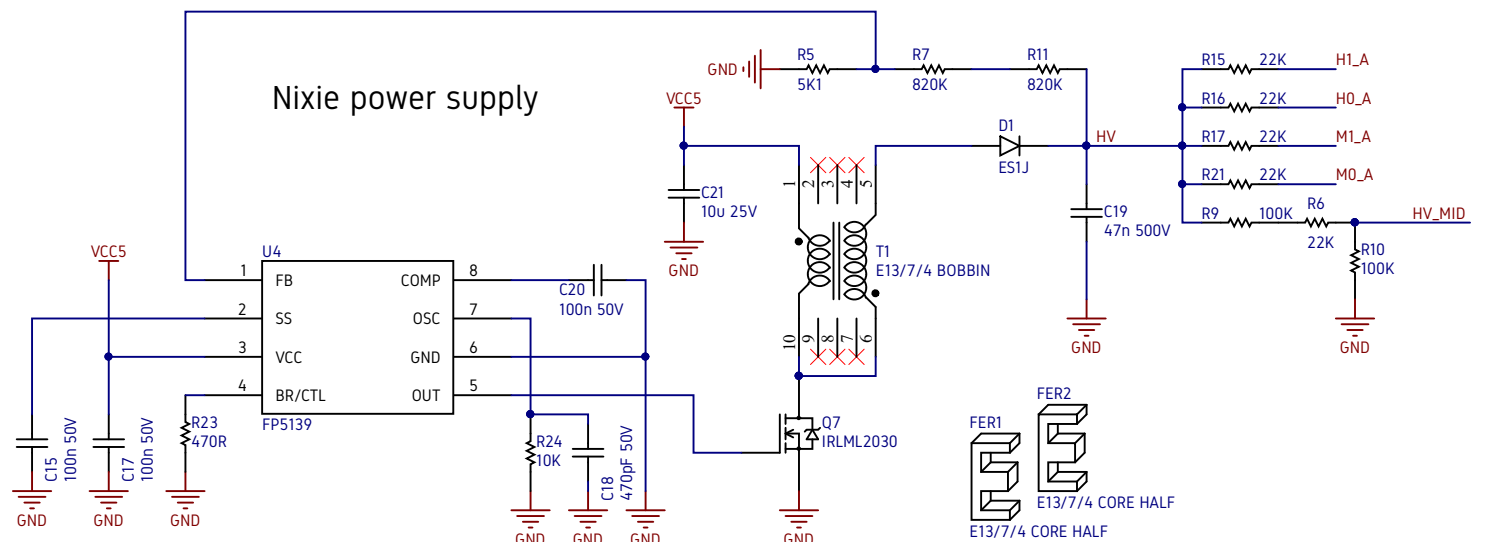 Nixie power supply
GND
R5
5K1
R7
820K
R11
820K
VCC5
C21
10u 25V
GND
D1
ES1J
HV
C19
47n 500V
GND
1
2
3
4
5
T1
E13/7/4 BOBBIN
10
9
8
7
6
R15 22K H1_A
R16 22K H0_A
R17 22K M1_A
R21 22K M0_A
R9 100K R6 HV_MID
22K
R10
100K
GND
VCC5
U4
1 FB COMP 8
2 SS OSC 7
3 VCC GND 6
4 BR/CTL OUT 5
FP5139
C20
100n 50V
C15
100n 50V
GND
C17
100n 50V
GND
R23
470R
GND
R24
10K
GND
C18
470pF 50V
GND
GND
Q7
IRLML2030
GND
FER1
E13/7/4 CORE HALF
FER2
E13/7/4 CORE HALF